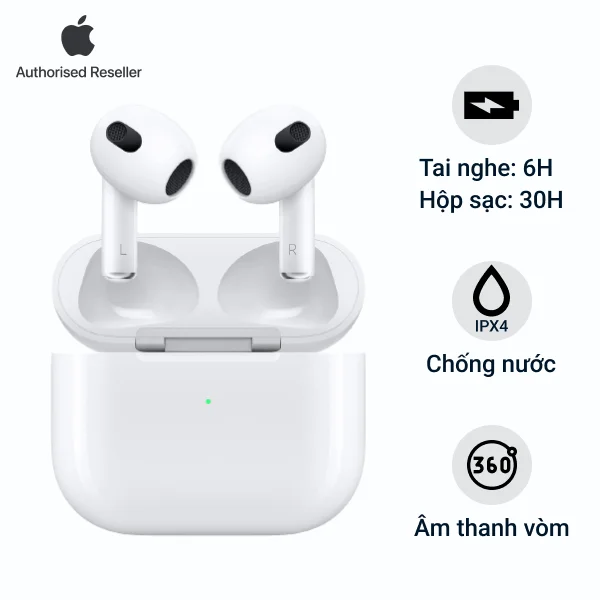 Authorised Reseller
L
R
Tai nghe: 6H
Hộp sạc: 30H
IPX4
Chống nước
360
Âm thanh vòm